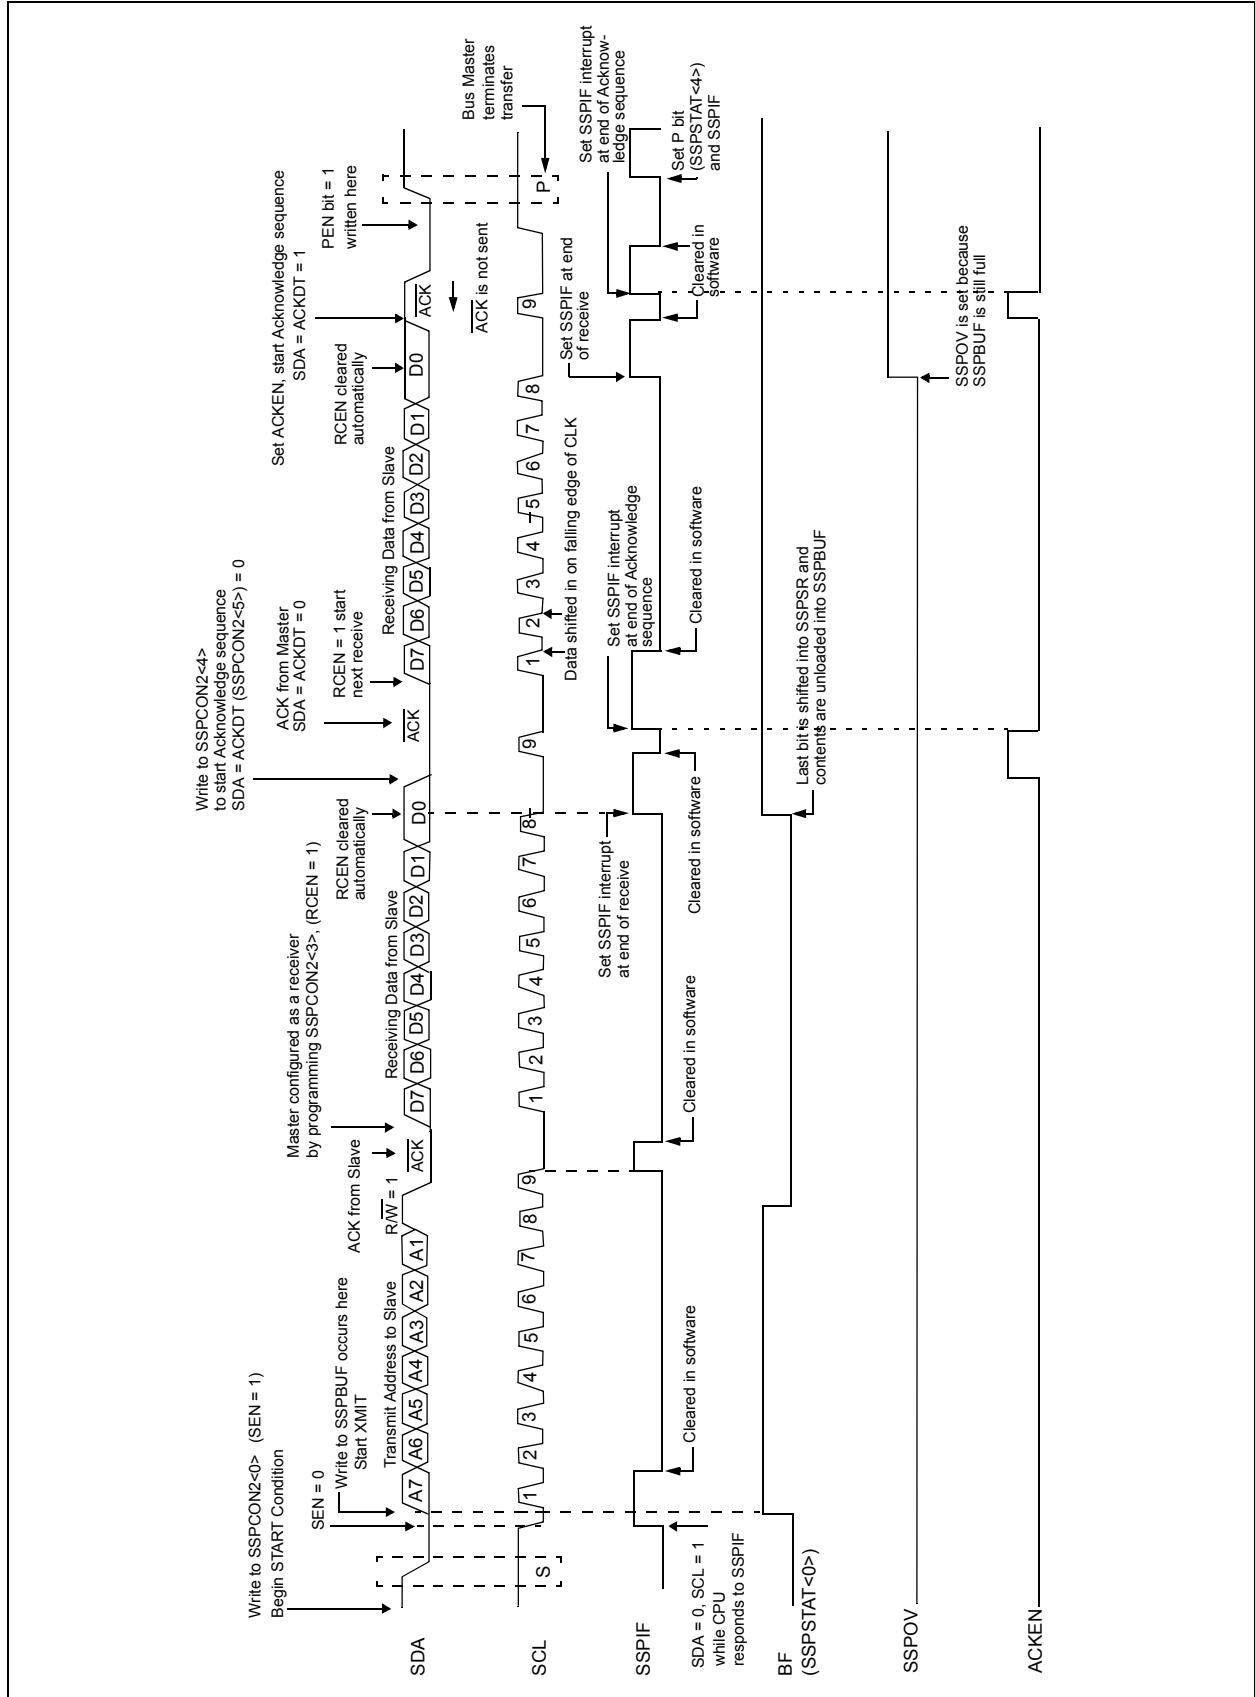 Write to SSPCON2<0> (SEN = 1)
Begin START Condition
SEN = 0
Write to SSPBUF occurs here
Start XMIT
Transmit Address to Slave
R/W = 1
ACK from Slave
Master configured as a receiver
by programming SSPCON2<3>, (RCEN = 1)
Receiving Data from Slave
RCEN cleared
automatically
Write to SSPCON2<4>
to start Acknowledge sequence
SDA = ACKDT (SSPCON2<5>) = 0
ACK from Master
SDA = ACKDT = 0
RCEN = 1 start
next receive
Receiving Data from Slave
RCEN cleared
automatically
Set ACKEN, start Acknowledge sequence
SDA = ACKDT = 1
PEN bit = 1
written here
SDA
A7 A6 A5 A4 A3 A2 A1 ACK D7 D6 D5 D4 D3 D2 D1 D0 ACK D7 D6 D5 D4 D3 D2 D1 D0 ACK
ACK is not sent
Bus Master
terminates
transfer
SCL
S 1 2 3 4 5 6 7 8 9 1 2 3 4 5 6 7 8 9 1 2 3 4 5 6 7 8 9 P
Data shifted in on falling edge of CLK
Set SSPIF interrupt
at end of receive
Set SSPIF interrupt
at end of Acknowledge
sequence
Set SSPIF at end
of receive
Set SSPIF interrupt
at end of Acknow-
ledge sequence
SSPIF
SDA = 0, SCL = 1
while CPU
responds to SSPIF
Cleared in software
Cleared in software
Cleared in software
Cleared in software
Cleared in
software
Set P bit
(SSPSTAT<4>)
and SSPIF
BF
(SSPSTAT<0>)
Last bit is shifted into SSPSR and
contents are unloaded into SSPBUF
SSPOV
SSPOV is set because
SSPBUF is still full
ACKEN